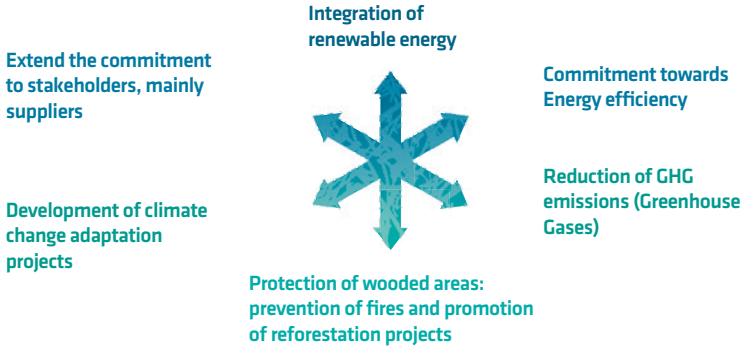 Integration of
renewable energy
Extend the commitment
to stakeholders, mainly
suppliers
Commitment towards
Energy efficiency
Development of climate
change adaptation
projects
Reduction of GHG
emissions (Greenhouse
Gases)
Protection of wooded areas:
prevention of fires and promotion
of reforestation projects